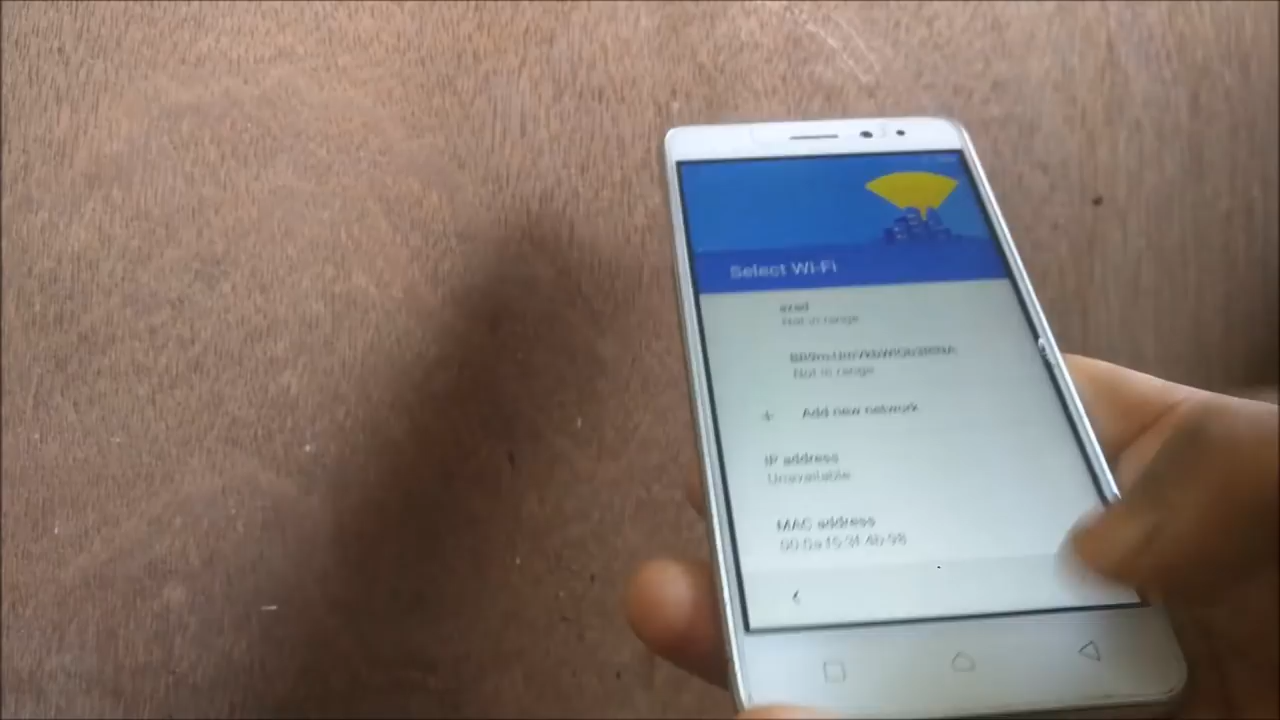 Select Wi-Fi
Not in range
Not in range
+ Add new network
IP address
Unavailable
MAC address